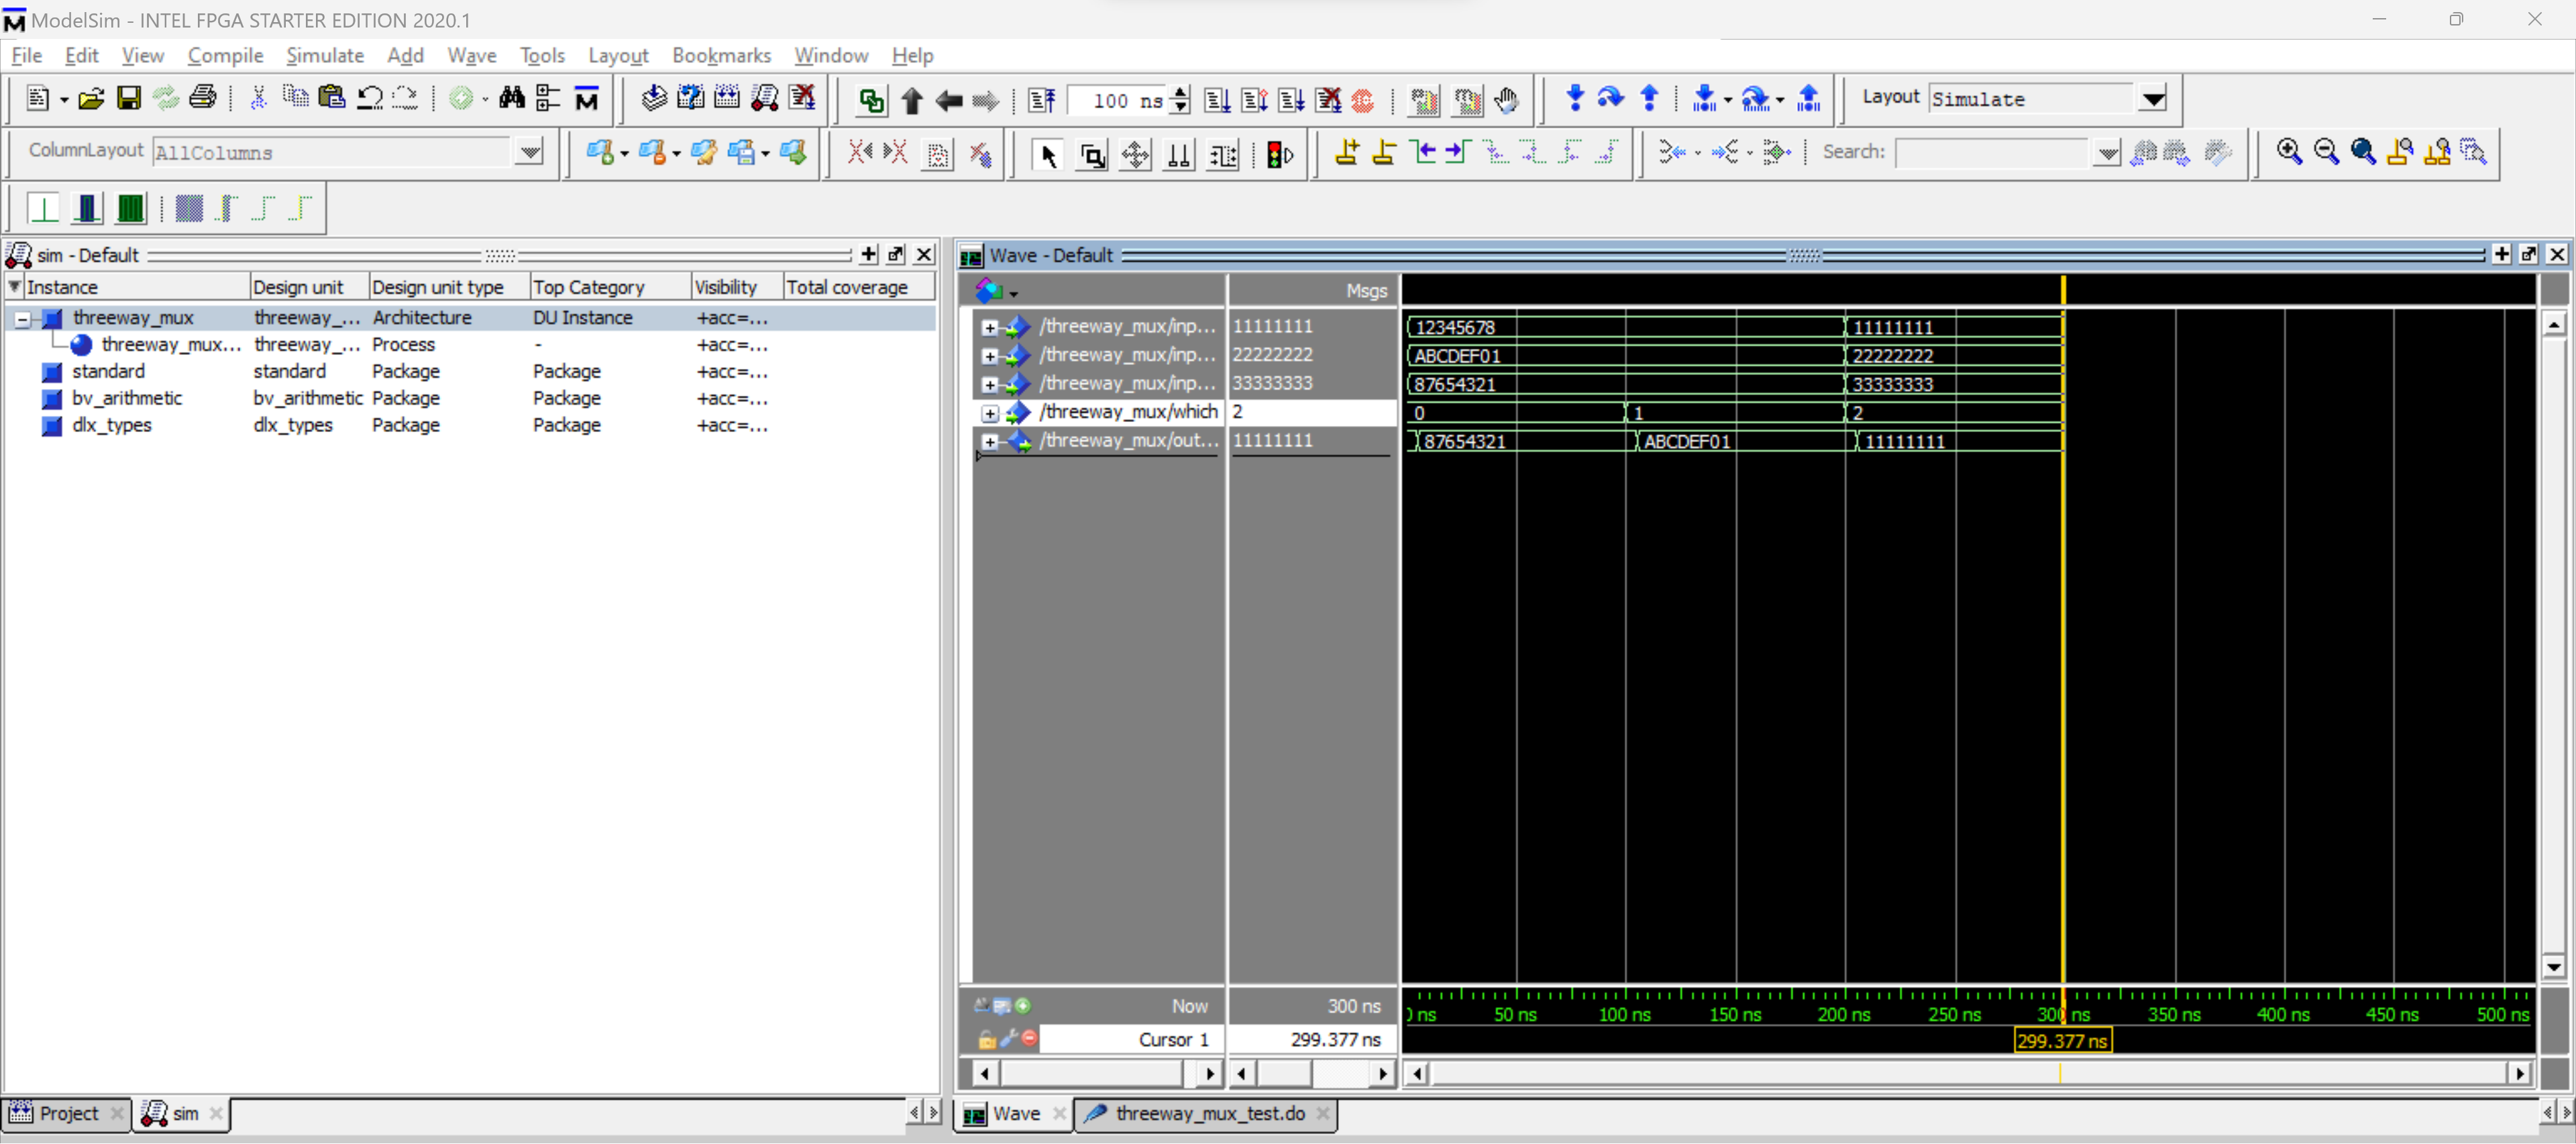 ModelSim - INTEL FPGA STARTER EDITION 2020.1
File Edit View Compile Simulate Add Wave Tools Layout Bookmarks Window Help
100 ns
Layout Simulate
ColumnLayout AllColumns
Search:
sim - Default
Instance Design unit Design unit type Top Category Visibility Total coverage
threeway_mux threeway_... Architecture DU Instance +acc=...
threeway_mux... threeway_... Process - +acc=...
standard standard Package Package +acc=...
bv_arithmetic bv_arithmetic Package Package +acc=...
dlx_types dlx_types Package Package +acc=...
Wave - Default
Msgs
/threeway_mux/inp... 11111111 12345678 11111111
/threeway_mux/inp... 22222222 ABCDEF01 22222222
/threeway_mux/inp... 33333333 87654321 33333333
/threeway_mux/which 2 0 1 2
/threeway_mux/out... 11111111 87654321 ABCDEF01 11111111
Now 300 ns
ns 50 ns 100 ns 150 ns 200 ns 250 ns 300 ns 350 ns 400 ns 450 ns 500 ns
Cursor 1 299.377 ns 299.377 ns
Project sim Wave threeway_mux_test.do